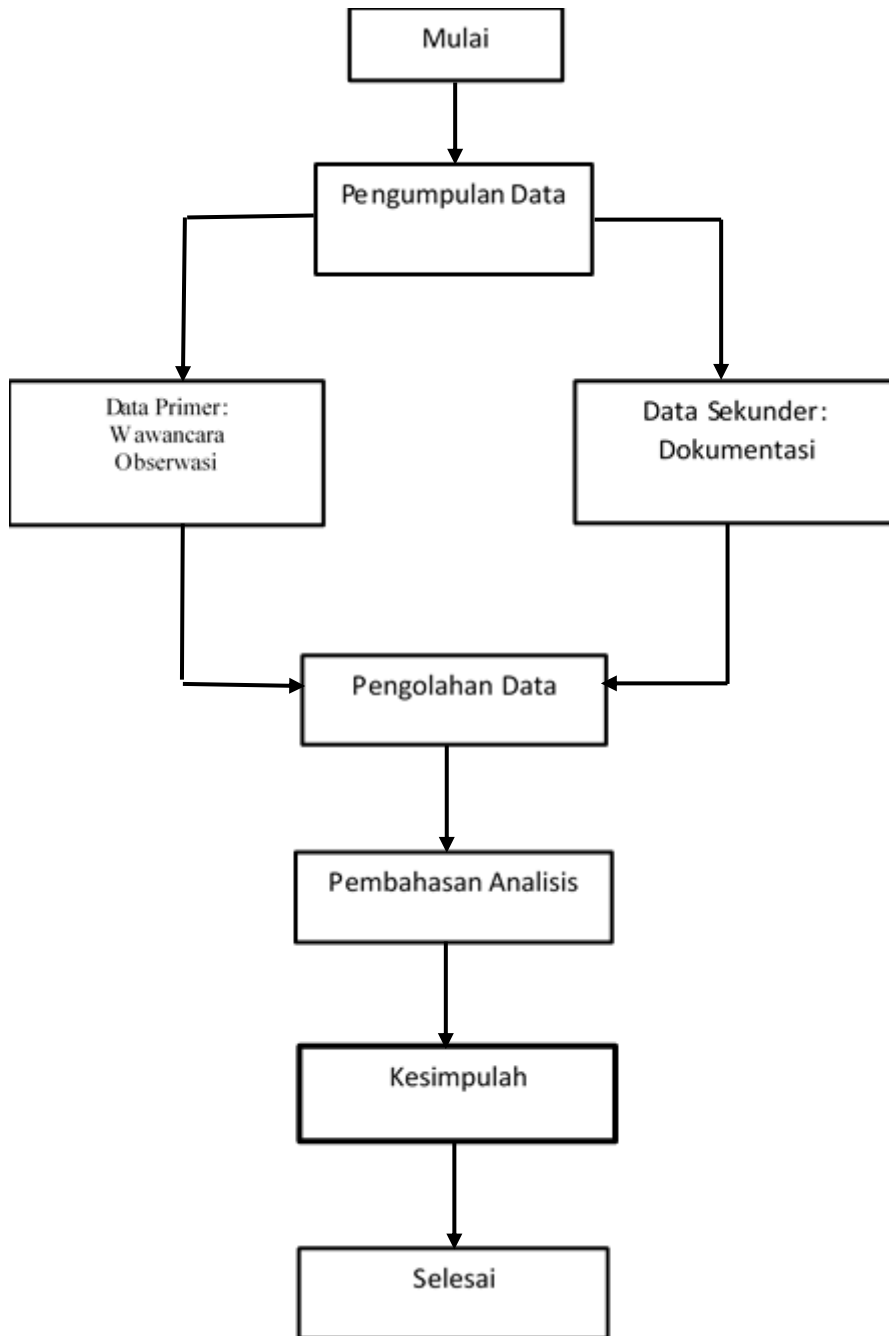 Mulai
Pengumpulan Data
Data Primer:
Wawancara
Obserwasi
Data Sekunder:
Dokumentasi
Pengolahan Data
Pembahasan Analisis
Kesimpulah
Selesai